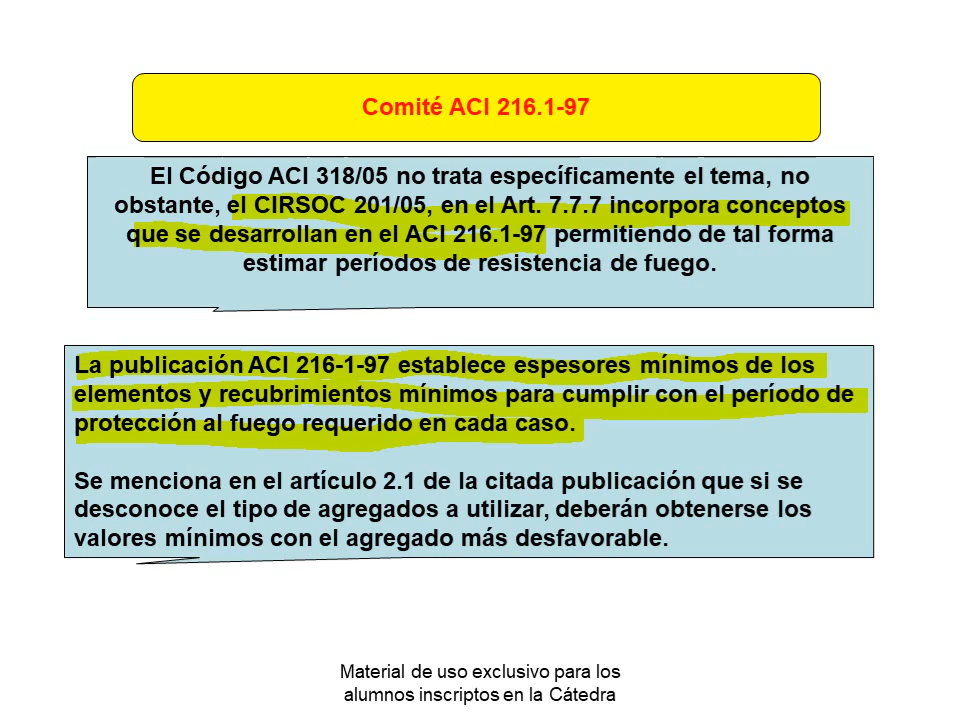 Comité ACI 216.1-97
El Código ACI 318/05 no trata específicamente el tema, no
obstante, el CIRSOC 201/05, en el Art. 7.7.7 incorpora conceptos
que se desarrollan en el ACI 216.1-97 permitiendo de tal forma
estimar períodos de resistencia de fuego.
La publicación ACI 216-1-97 establece espesores mínimos de los
elementos y recubrimientos mínimos para cumplir con el período de
protección al fuego requerido en cada caso.
Se menciona en el artículo 2.1 de la citada publicación que si se
desconoce el tipo de agregados a utilizar, deberán obtenerse los
valores mínimos con el agregado más desfavorable.
Material de uso exclusivo para los
alumnos inscriptos en la Cátedra